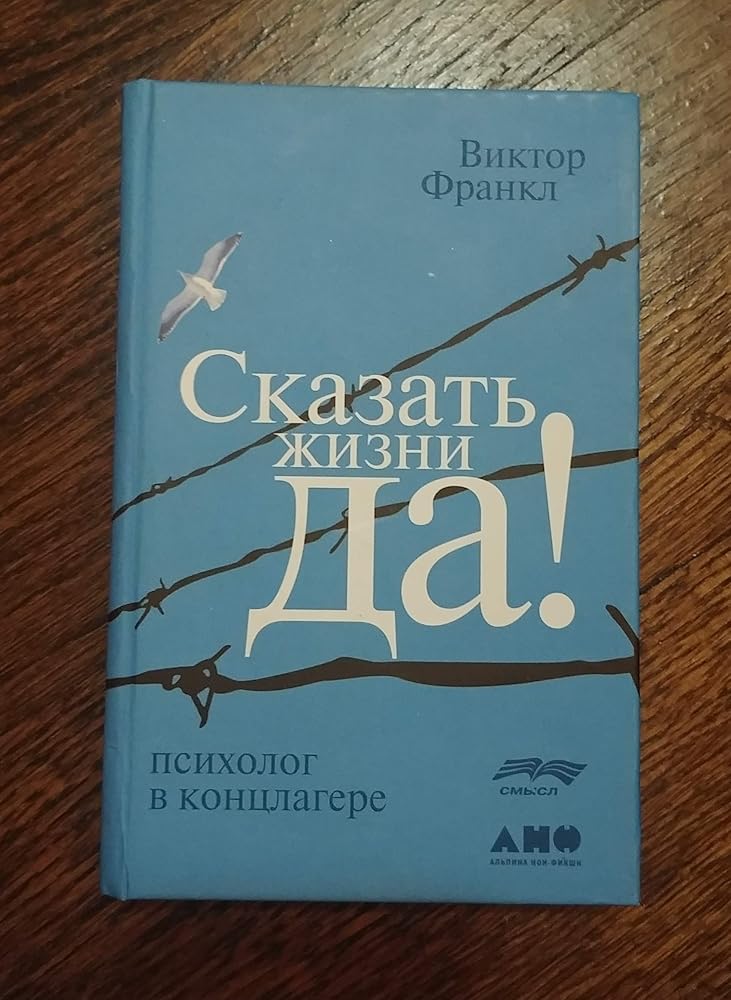 Виктор
Франкл
Сказать
жизни
да!
психолог
в концлагере
смысл
АНФ
АЛЬПИНА НОН-ФИКШН